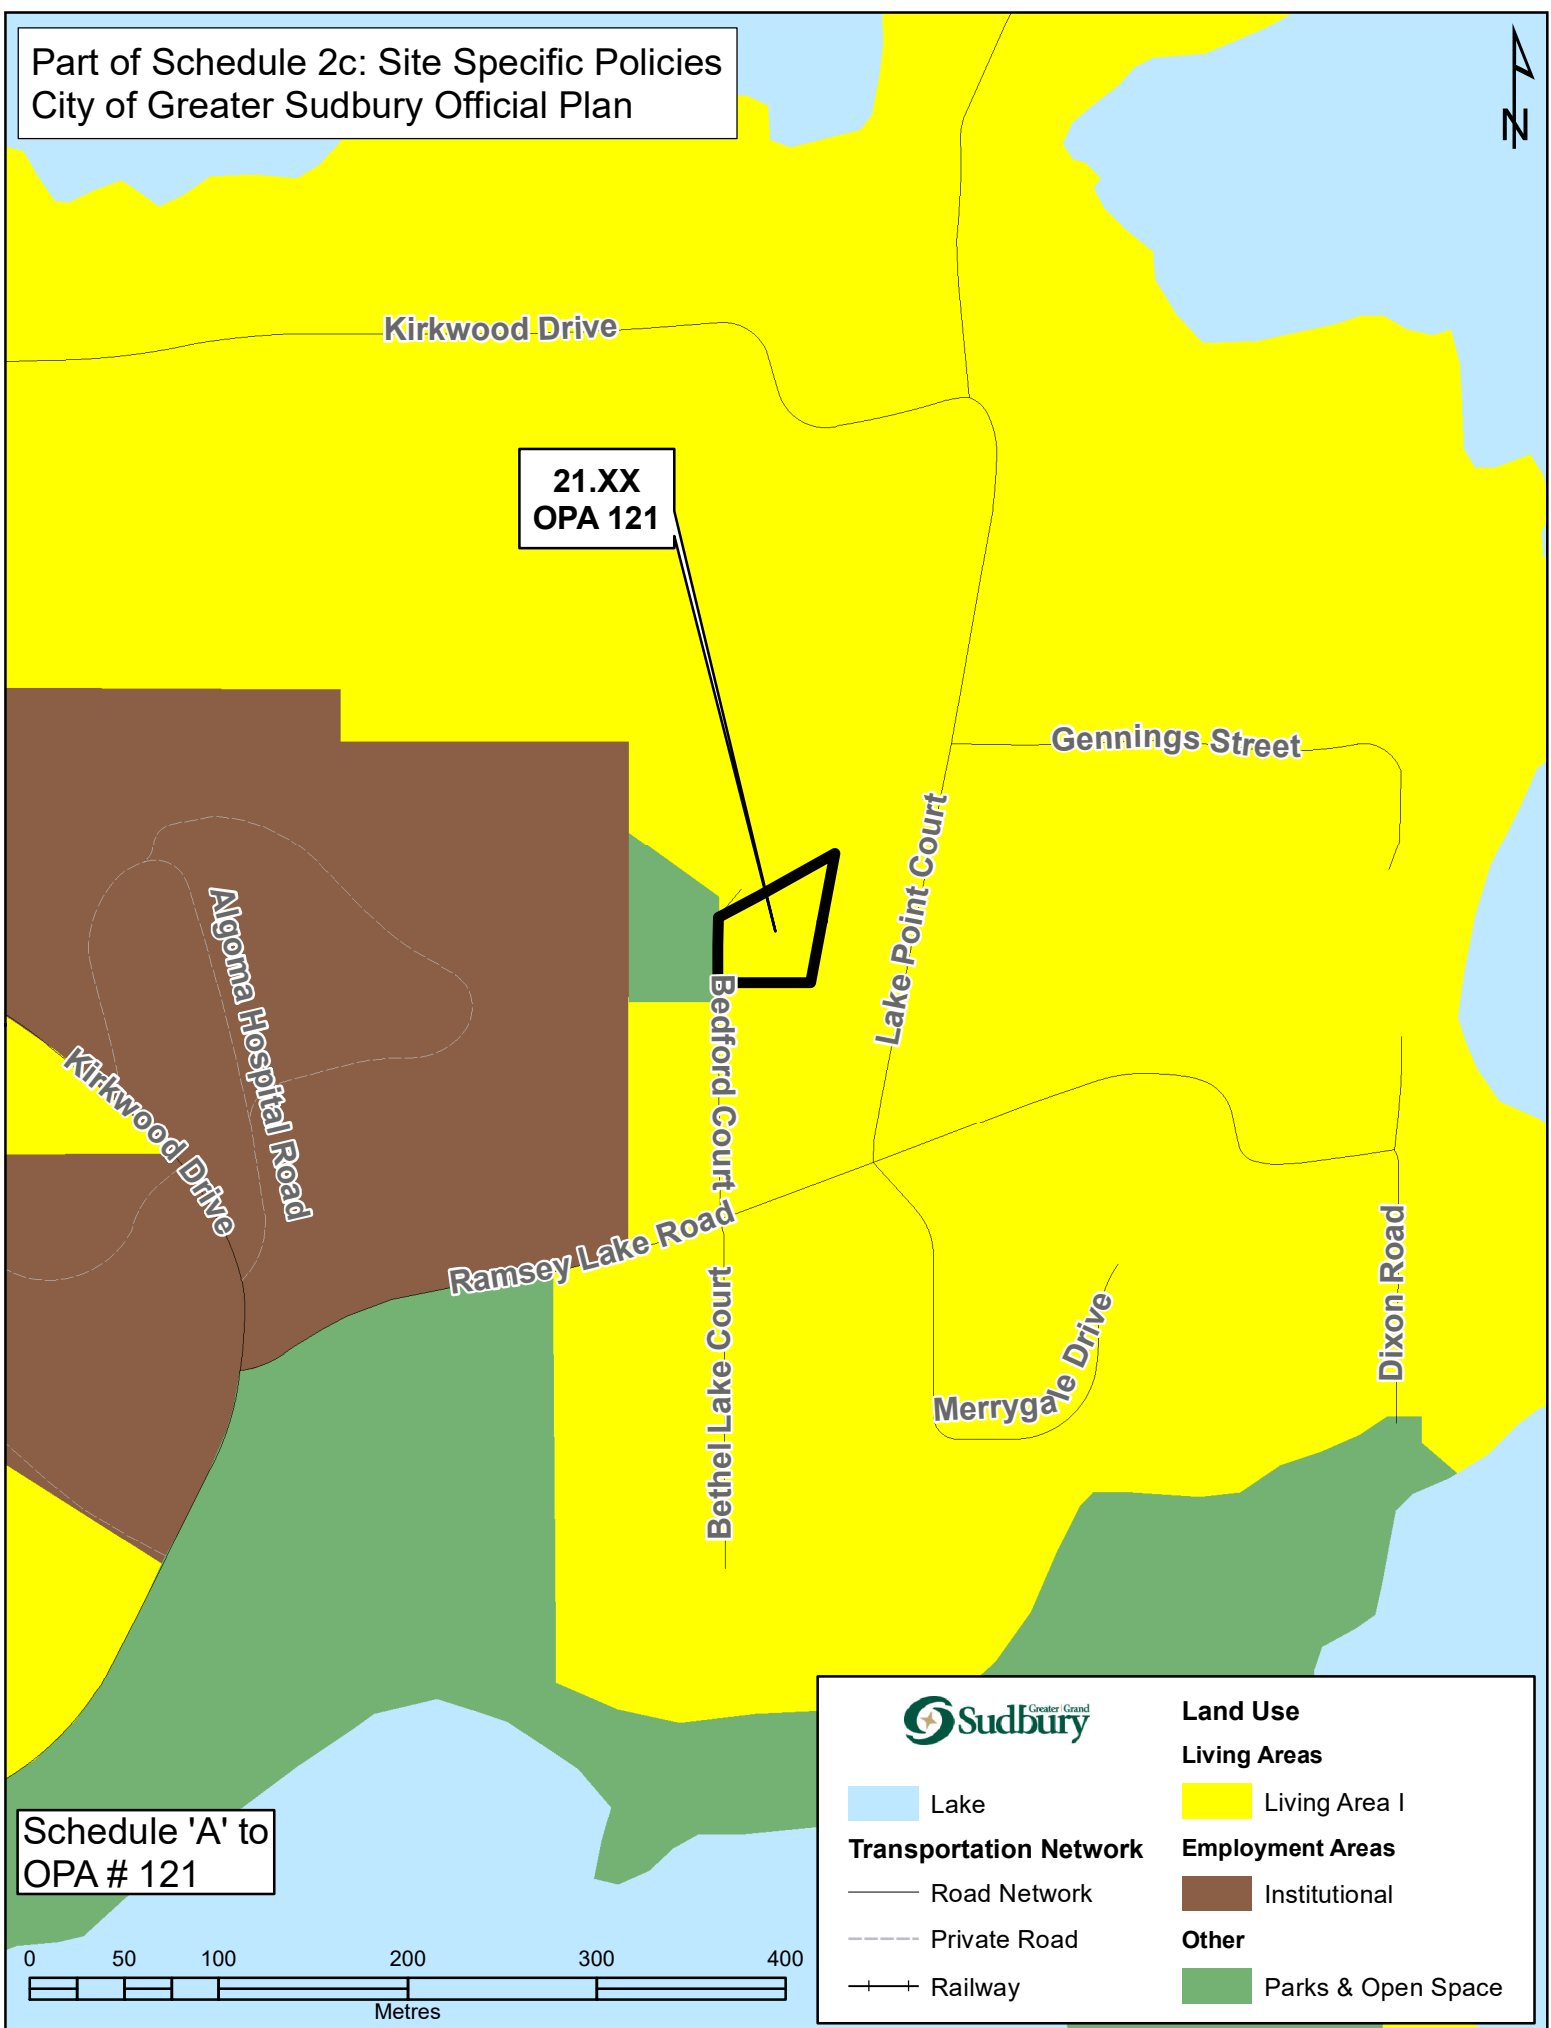 Part of Schedule 2c: Site Specific Policies
City of Greater Sudbury Official Plan
N
Kirkwood Drive
21.XX
OPA 121
Gennings Street
Lake Point Court
Algoma Hospital Road
Kirkwood Drive
Bedford Court
Ramsey Lake Road
Bethel Lake Court
Merrygale Drive
Dixon Road
Schedule 'A' to
OPA # 121
0 50 100 200 300 400
Metres
Greater | Grand
Sudbury
Lake
Transportation Network
Road Network
Private Road
Railway
Land Use
Living Areas
Living Area I
Employment Areas
Institutional
Other
Parks & Open Space